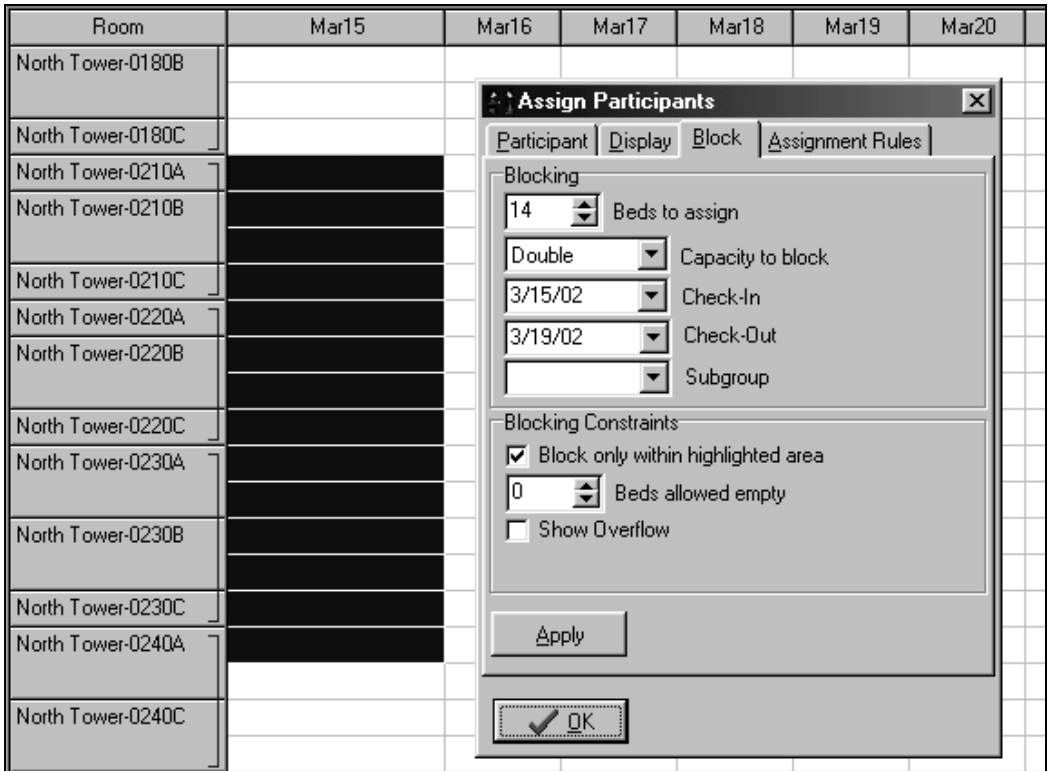 Room Mar15 Mar16 Mar17 Mar18 Mar19 Mar20
North Tower-0180B
North Tower-0180C
North Tower-0210A
North Tower-0210B
North Tower-0210C
North Tower-0220A
North Tower-0220B
North Tower-0220C
North Tower-0230A
North Tower-0230B
North Tower-0230C
North Tower-0240A
North Tower-0240C
Assign Participants
Participant Display Block Assignment Rules
Blocking
14 Beds to assign
Double Capacity to block
3/15/02 Check-In
3/19/02 Check-Out
Subgroup
Blocking Constraints
Block only within highlighted area
0 Beds allowed empty
Show Overflow
Apply
OK